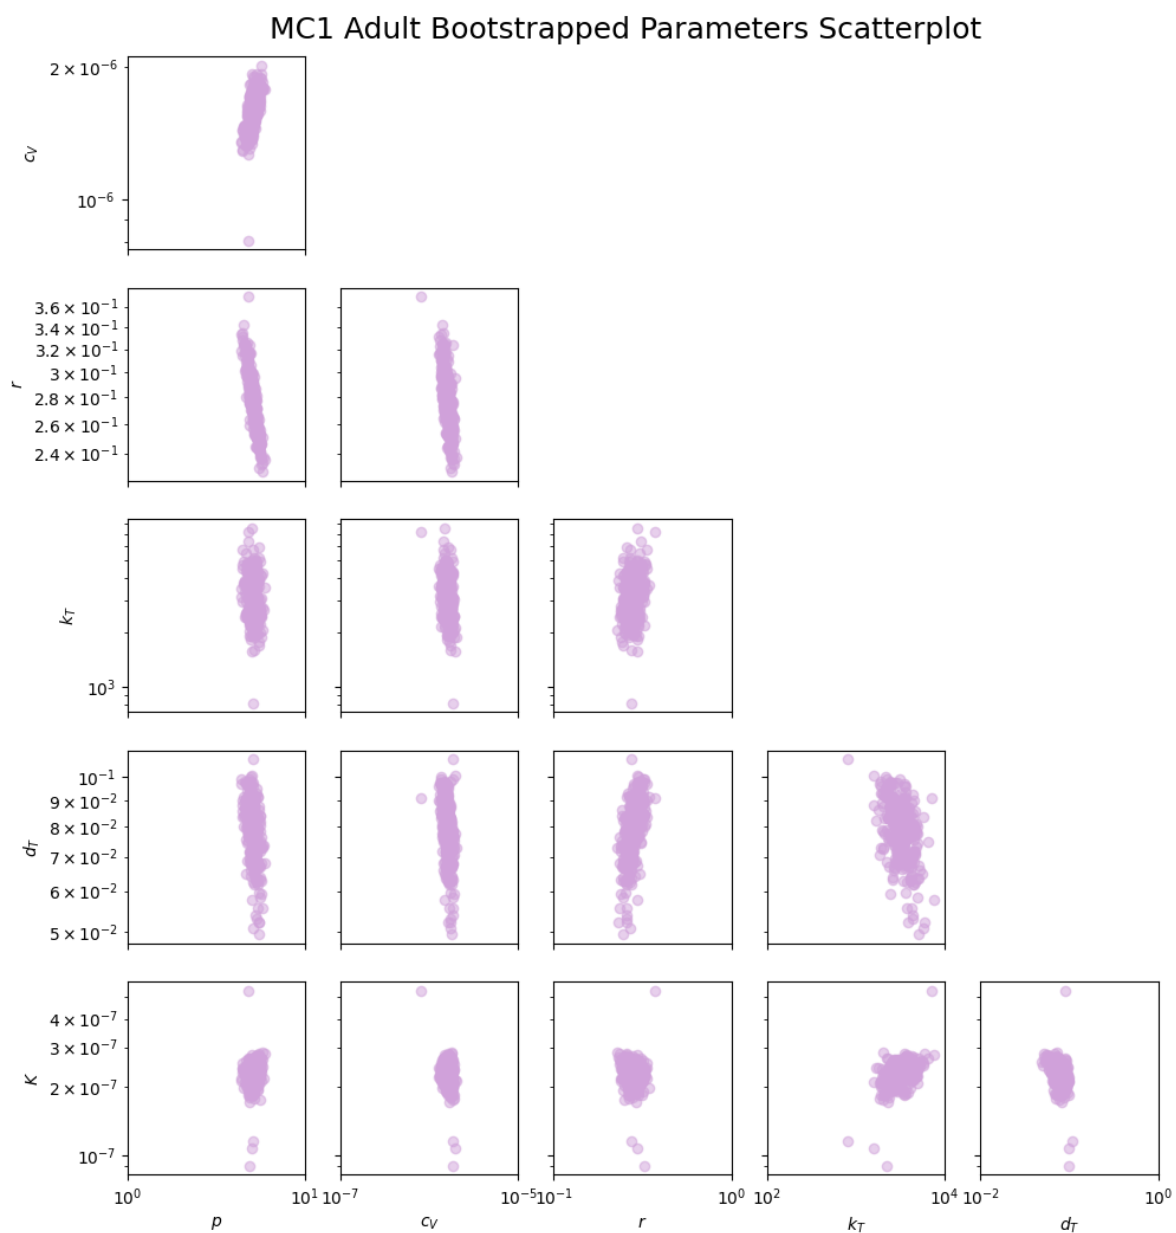 MC1 Adult Bootstrapped Parameters Scatterplot
2 × 10⁻⁶
c_V
10⁻⁶
3.6 × 10⁻¹
3.4 × 10⁻¹
3.2 × 10⁻¹
3 × 10⁻¹
r
2.8 × 10⁻¹
2.6 × 10⁻¹
2.4 × 10⁻¹
k_T
10³
10⁻¹
9 × 10⁻²
8 × 10⁻²
d_T
7 × 10⁻²
6 × 10⁻²
5 × 10⁻²
4 × 10⁻⁷
3 × 10⁻⁷
K
2 × 10⁻⁷
10⁻⁷
10⁰ 10¹ 10⁻⁷ 10⁻⁵ 10⁻¹ 10⁰ 10² 10⁴ 10⁻² 10⁰
p c_V r k_T d_T